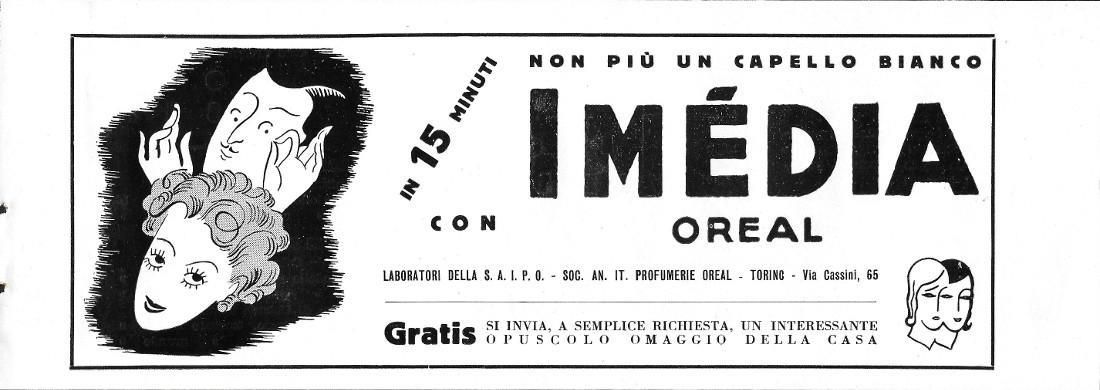 IN 15 MINUTI
NON PIÙ UN CAPELLO BIANCO
CON
IMÉDIA
OREAL
LABORATORI DELLA S. A. I. P. O. - SOC. AN. IT. PROFUMERIE OREAL - TORINO - Via Cassini, 65
Gratis SI INVIA, A SEMPLICE RICHIESTA, UN INTERESSANTE
OPUSCOLO OMAGGIO DELLA CASA